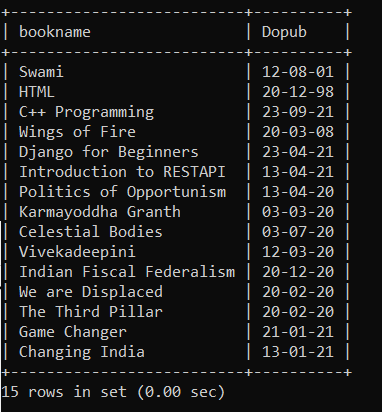 +--------------------------+----------+
| bookname                 | Dopub    |
+--------------------------+----------+
| Swami                    | 12-08-01 |
| HTML                     | 20-12-98 |
| C++ Programming          | 23-09-21 |
| Wings of Fire            | 20-03-08 |
| Django for Beginners     | 23-04-21 |
| Introduction to RESTAPI  | 13-04-21 |
| Politics of Opportunism  | 13-04-20 |
| Karmayoddha Granth       | 03-03-20 |
| Celestial Bodies         | 03-07-20 |
| Vivekadeepini            | 12-03-20 |
| Indian Fiscal Federalism | 20-12-20 |
| We are Displaced         | 20-02-20 |
| The Third Pillar         | 20-02-20 |
| Game Changer             | 21-01-21 |
| Changing India           | 13-01-21 |
+--------------------------+----------+
15 rows in set (0.00 sec)